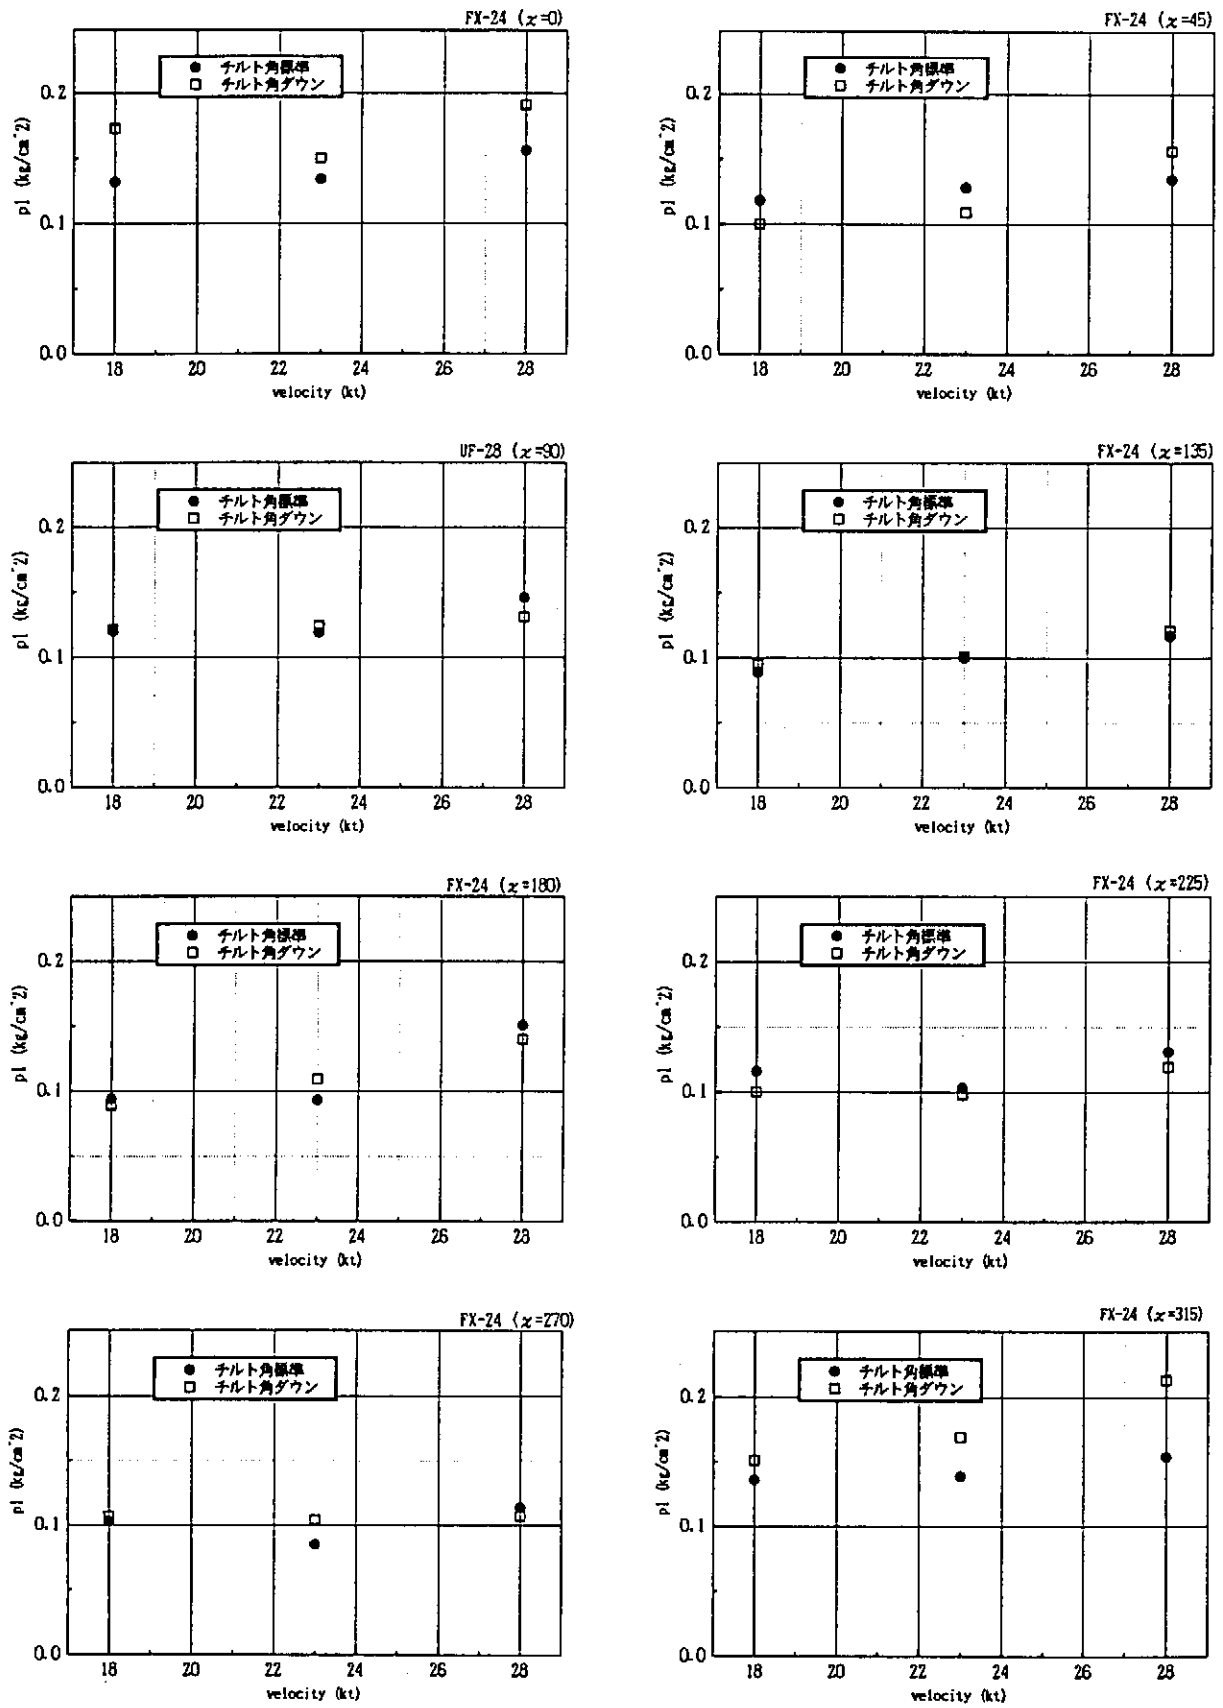 FX-24 (χ=0)
● チルト角標準
□ チルト角ダウン
pl (kg/cm^2)
0.2
0.1
0.0
18 20 22 24 26 28
velocity (kt)
FX-24 (χ=45)
● チルト角標準
□ チルト角ダウン
pl (kg/cm^2)
0.2
0.1
0.0
18 20 22 24 26 28
velocity (kt)
UF-28 (χ=90)
● チルト角標準
□ チルト角ダウン
pl (kg/cm^2)
0.2
0.1
0.0
18 20 22 24 26 28
velocity (kt)
FX-24 (χ=135)
● チルト角標準
□ チルト角ダウン
pl (kg/cm^2)
0.2
0.1
0.0
18 20 22 24 26 28
velocity (kt)
FX-24 (χ=180)
● チルト角標準
□ チルト角ダウン
pl (kg/cm^2)
0.2
0.1
0.0
18 20 22 24 26 28
velocity (kt)
FX-24 (χ=225)
● チルト角標準
□ チルト角ダウン
pl (kg/cm^2)
0.2
0.1
0.0
18 20 22 24 26 28
velocity (kt)
FX-24 (χ=270)
● チルト角標準
□ チルト角ダウン
pl (kg/cm^2)
0.2
0.1
0.0
18 20 22 24 26 28
velocity (kt)
FX-24 (χ=315)
● チルト角標準
□ チルト角ダウン
pl (kg/cm^2)
0.2
0.1
0.0
18 20 22 24 26 28
velocity (kt)